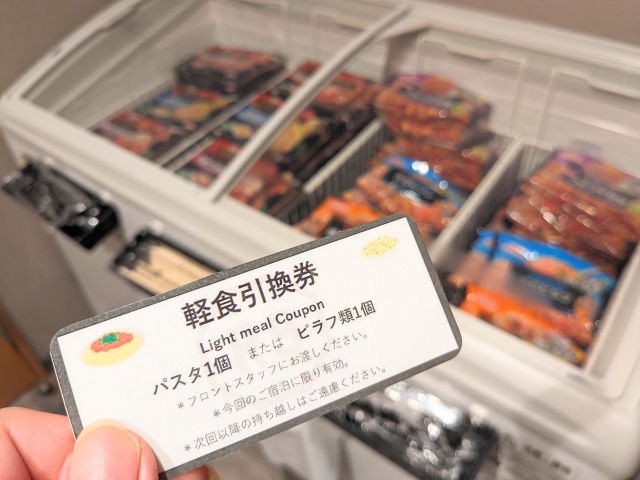 軽食引換券
Light meal Coupon
パスタ1個 または ピラフ類1個
＊フロントスタッフにお渡しください。
＊今回のご宿泊に限り有効。
＊次回以降の持ち越しはご遠慮ください。